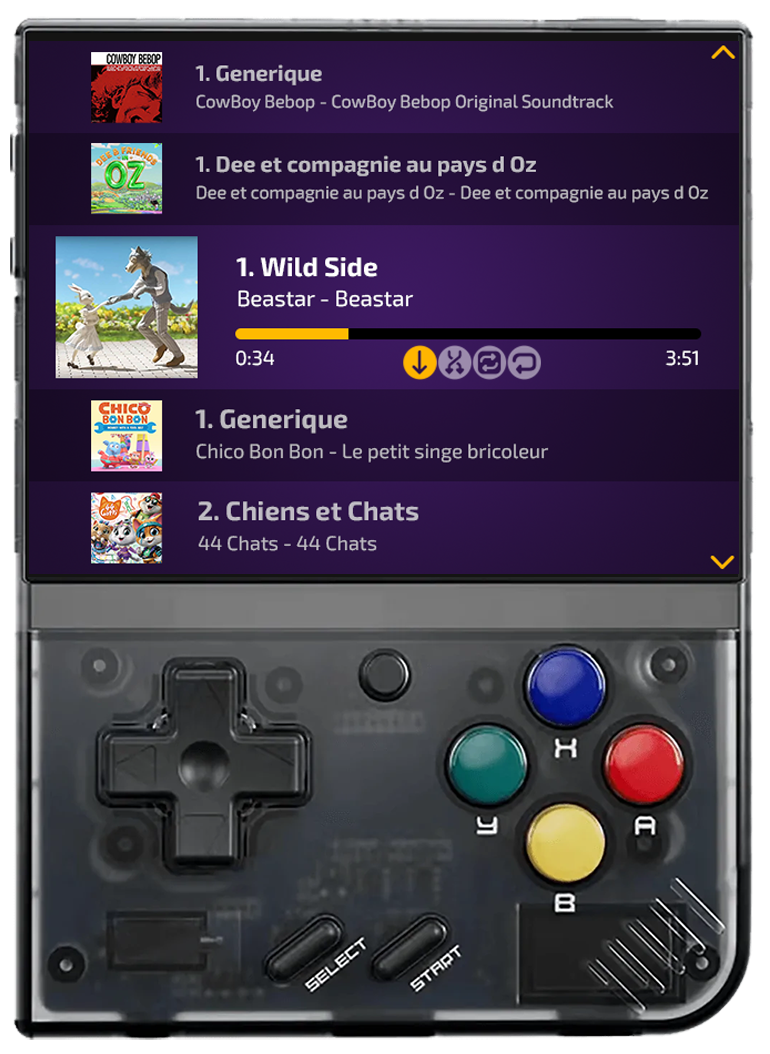 COWBOY BEBOP
1. Generique
CowBoy Bebop - CowBoy Bebop Original Soundtrack
DEE & FRIENDS
IN
OZ
1. Dee et compagnie au pays d Oz
Dee et compagnie au pays d Oz - Dee et compagnie au pays d Oz
1. Wild Side
Beastar - Beastar
0:34
3:51
CHICO
BON BON
1. Generique
Chico Bon Bon - Le petit singe bricoleur
44
2. Chiens et Chats
44 Chats - 44 Chats
X
Y
A
B
SELECT
START